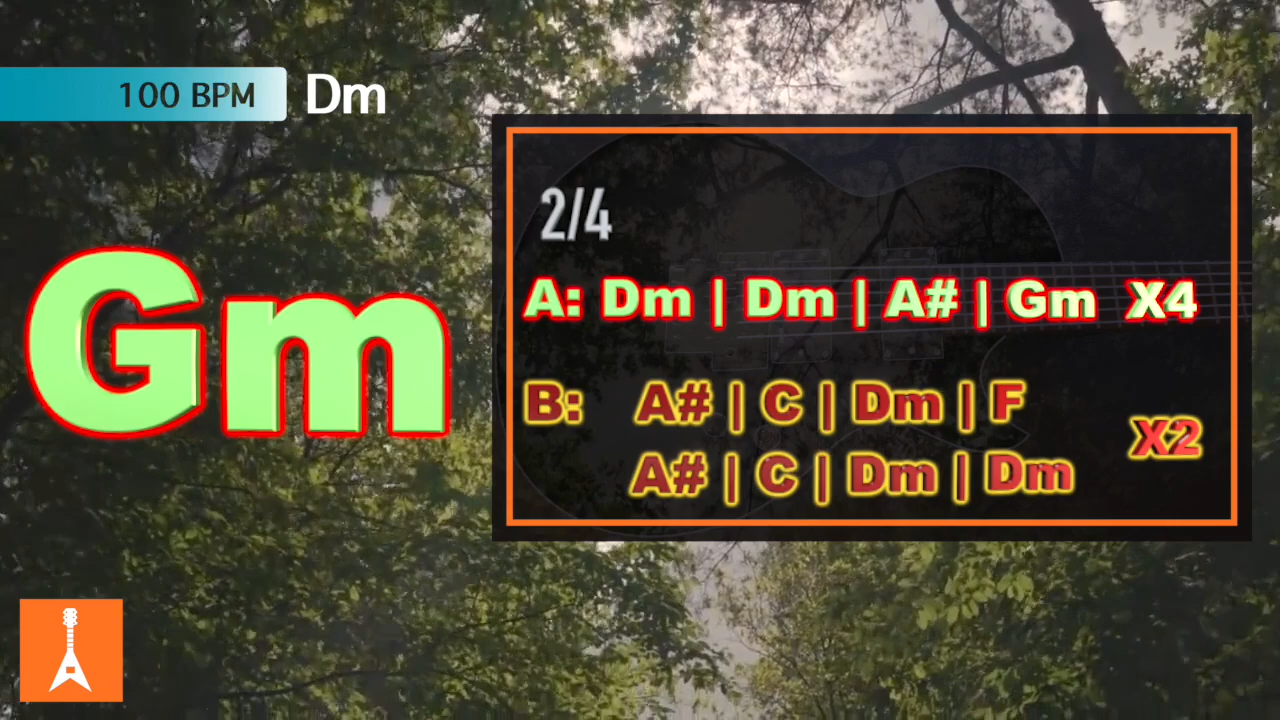 100 BPM Dm
Gm
2/4
A: Dm | Dm | A# | Gm X4
B: A# | C | Dm | F
A# | C | Dm | Dm
X2